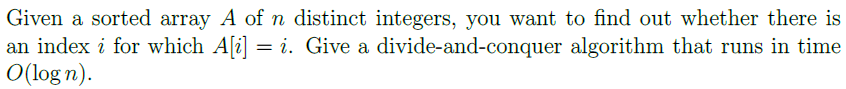 Given a sorted array A of n distinct integers, you want to find out whether there is
an index i for which A[i] = i. Give a divide-and-conquer algorithm that runs in time
O(log n).